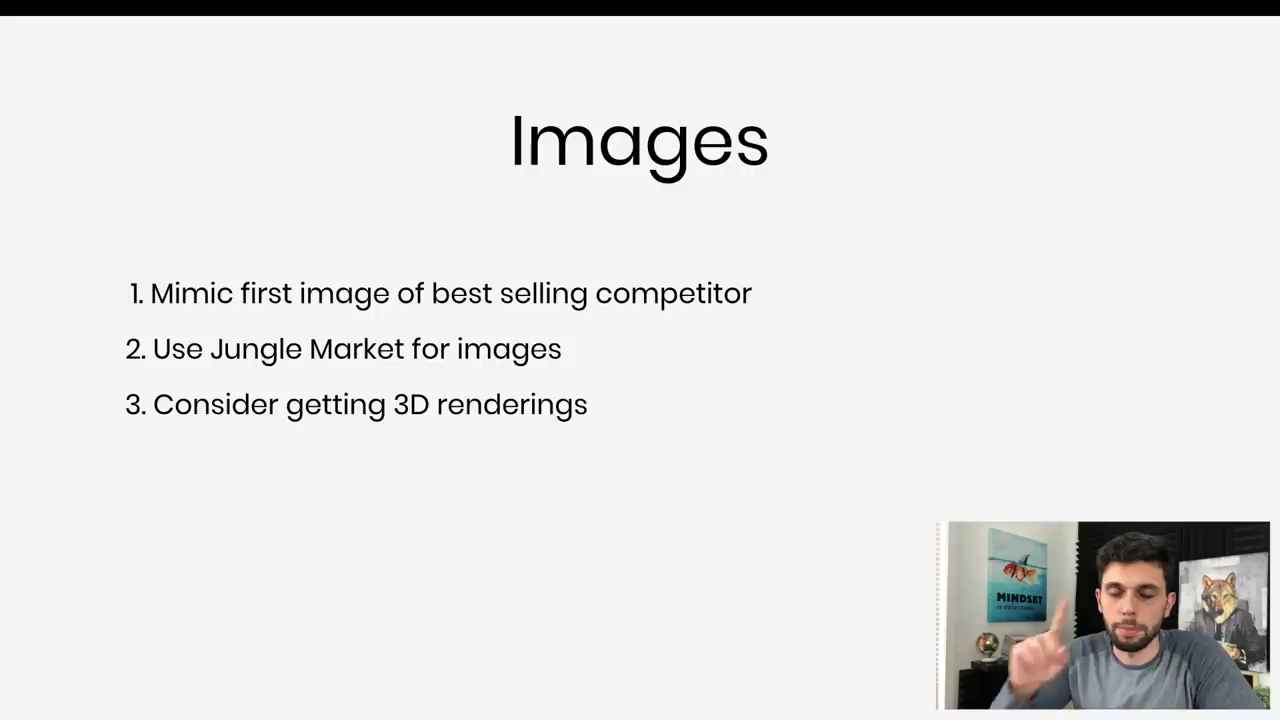 Images
1. Mimic first image of best selling competitor
2. Use Jungle Market for images
3. Consider getting 3D renderings
MINDSET